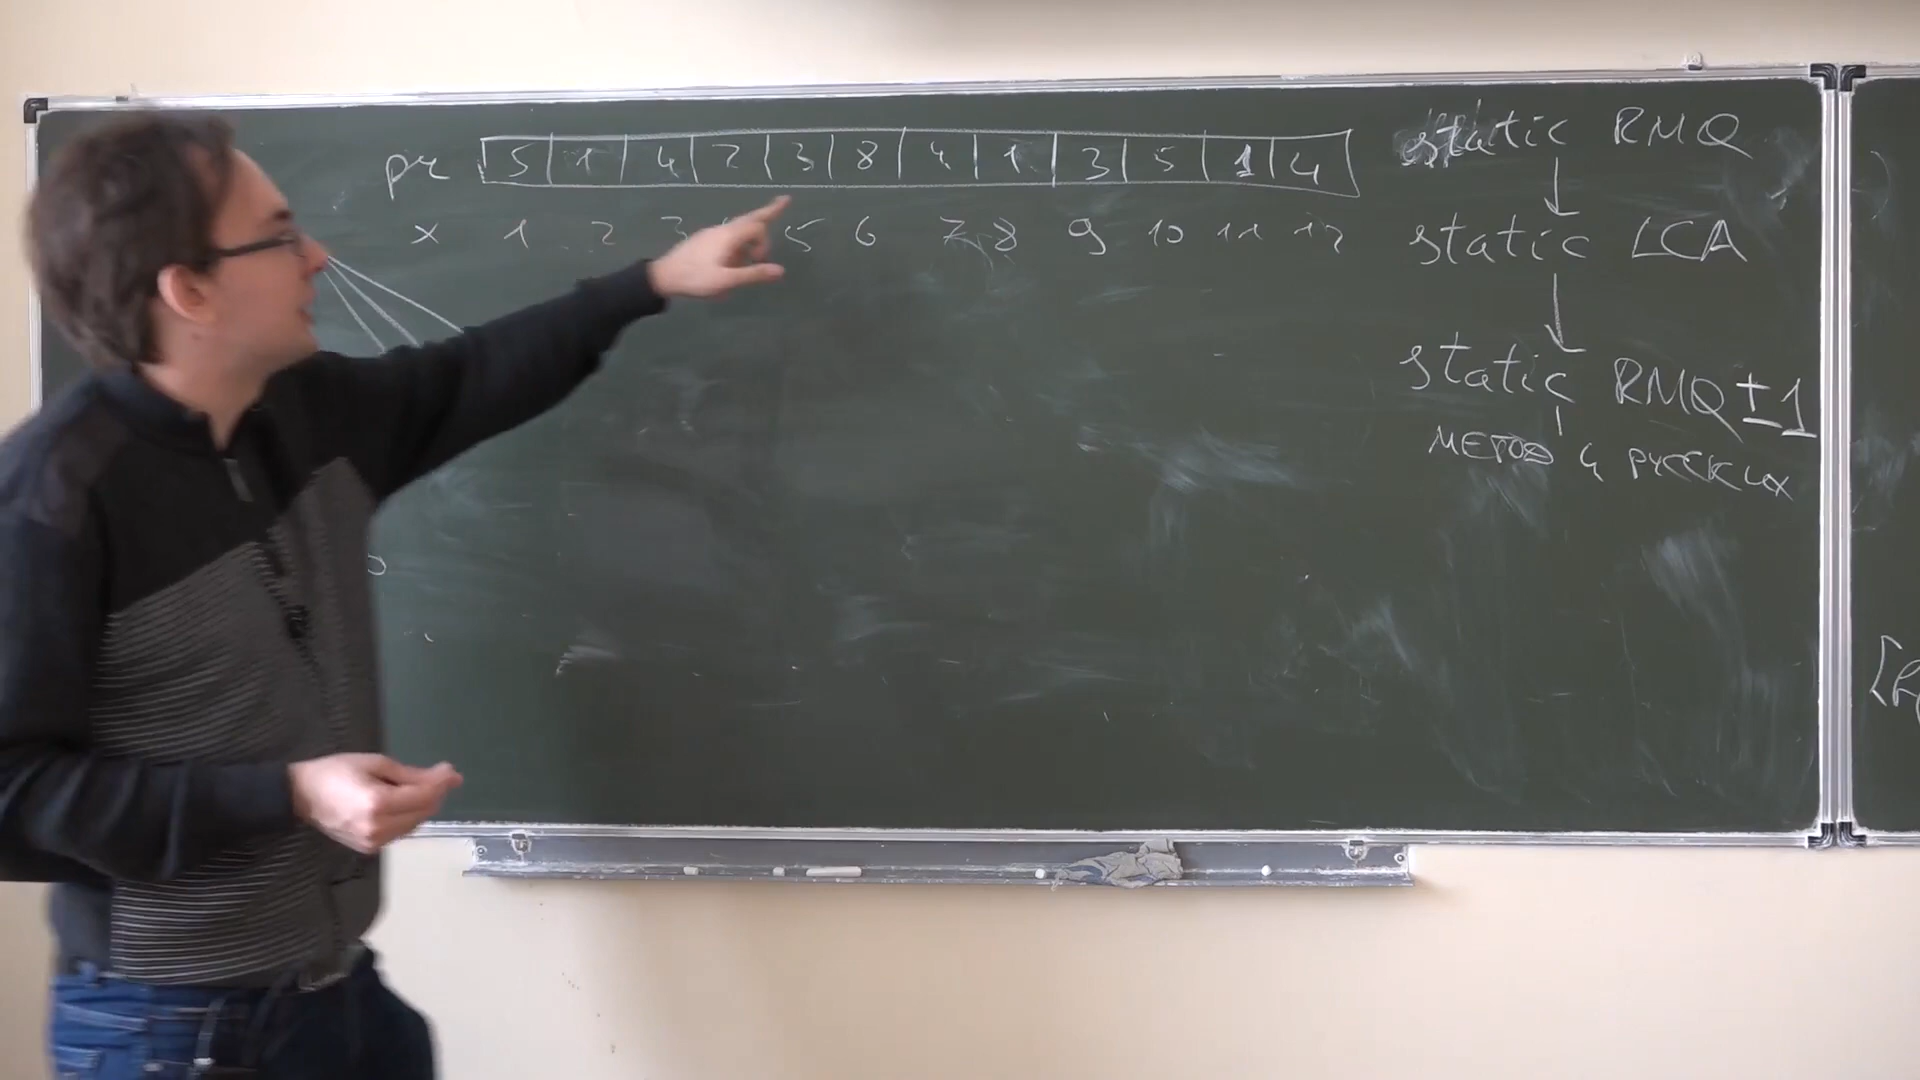 pr 5 1 4 2 3 8 4 1 3 5 1 4
x 1 2 3 5 6 7 8 9 10 11 12
static RMQ
static LCA
static RMQ ±1
МЕТОД 4 РУССКИХ